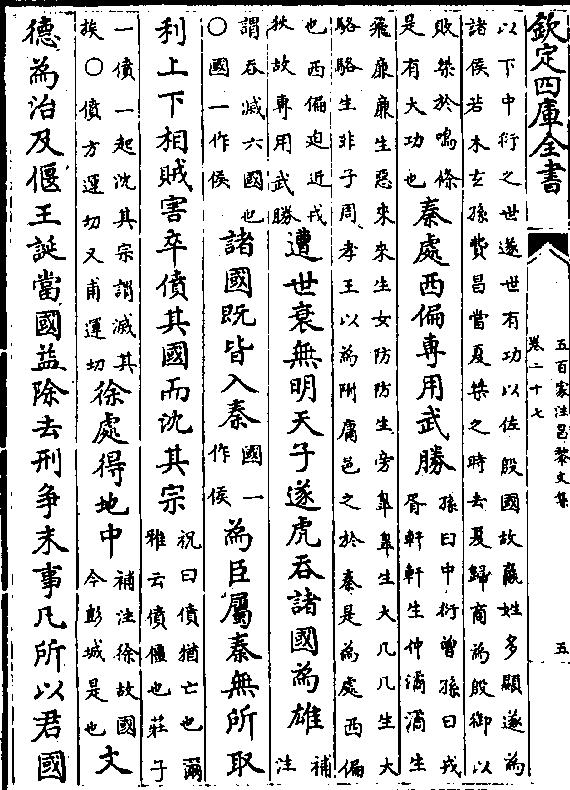 欽定四庫全書
五百家注昌黎文集
卷二十七
五
以下中衍之世遂世有功以佐殷國故嬴姓多顯遂為
諸侯若木玄孫費昌當夏桀之時去夏歸商為殷御以
敗桀於鳴條
是有大功也
秦處西偏専用武勝
孫曰中衍曾孫曰戎
胥軒軒生仲潏潏生
飛廉廉生惡來來生女防防生旁臯臯生大几几生大
駱駱生非子周孝王以為附庸邑之於秦是為處西偏
也西偏迫近戎
狄故専用武勝
遭世衰無明天子遂虎吞諸國為雄
補
注
謂吞滅六國也
○國一作侯
諸國既皆入秦
國一
作侯
為臣屬秦無所取
利上下相賊害卒僨其國而沈其宗
祝曰僨猶亡也爾
雅云僨僵也莊子
一僨一起沈其宗謂滅其
族○僨方運切又甫運切
徐處得地中
補注徐故國
今彭城是也
文
德為治及偃王誕當國益除去刑爭末事凡所以君國